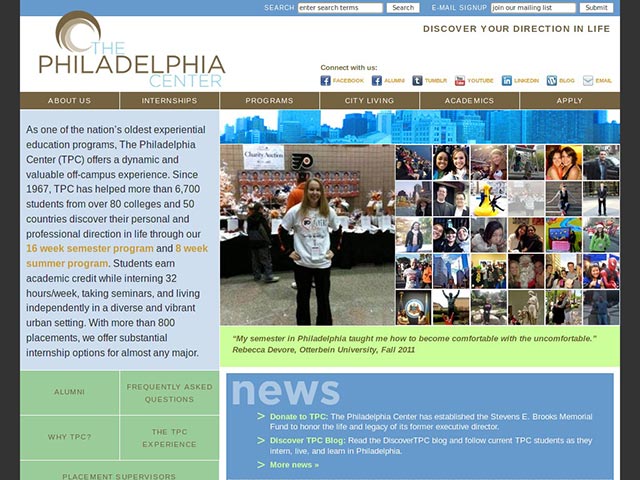 SEARCH enter search terms Search E-MAIL SIGNUP join our mailing list Submit
THE
PHILADELPHIA
CENTER
DISCOVER YOUR DIRECTION IN LIFE
Connect with us:
FACEBOOK ALUMNI TUMBLR YOUTUBE LINKEDIN BLOG EMAIL
ABOUT US INTERNSHIPS PROGRAMS CITY LIVING ACADEMICS APPLY
As one of the nation's oldest experiential
education programs, The Philadelphia
Center (TPC) offers a dynamic and
valuable off-campus experience. Since
1967, TPC has helped more than 6,700
students from over 80 colleges and 50
countries discover their personal and
professional direction in life through our
16 week semester program and 8 week
summer program. Students earn
academic credit while interning 32
hours/week, taking seminars, and living
independently in a diverse and vibrant
urban setting. With more than 800
placements, we offer substantial
internship options for almost any major.
Charity Auction
"My semester in Philadelphia taught me how to become comfortable with the uncomfortable."
Rebecca Devore, Otterbein University, Fall 2011
ALUMNI
FREQUENTLY ASKED
QUESTIONS
WHY TPC?
THE TPC
EXPERIENCE
PLACEMENT SUPERVISORS
news
> Donate to TPC: The Philadelphia Center has established the Stevens E. Brooks Memorial
Fund to honor the life and legacy of its former executive director.
> Discover TPC Blog: Read the DiscoverTPC blog and follow current TPC students as they
intern, live, and learn in Philadelphia.
> More news »